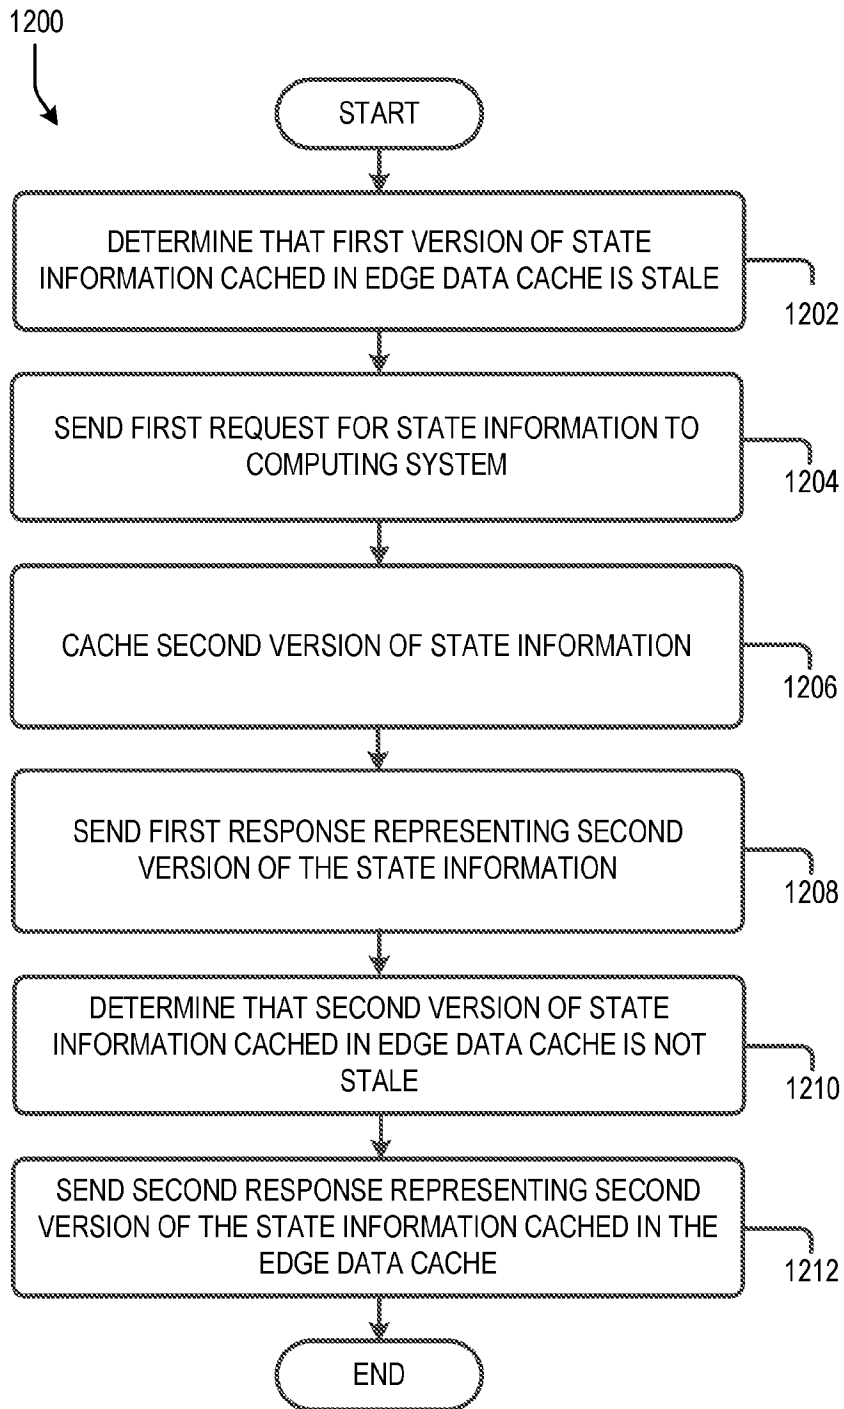 1200
START
DETERMINE THAT FIRST VERSION OF STATE
INFORMATION CACHED IN EDGE DATA CACHE IS STALE
1202
SEND FIRST REQUEST FOR STATE INFORMATION TO
COMPUTING SYSTEM
1204
CACHE SECOND VERSION OF STATE INFORMATION
1206
SEND FIRST RESPONSE REPRESENTING SECOND
VERSION OF THE STATE INFORMATION
1208
DETERMINE THAT SECOND VERSION OF STATE
INFORMATION CACHED IN EDGE DATA CACHE IS NOT
STALE
1210
SEND SECOND RESPONSE REPRESENTING SECOND
VERSION OF THE STATE INFORMATION CACHED IN THE
EDGE DATA CACHE
1212
END